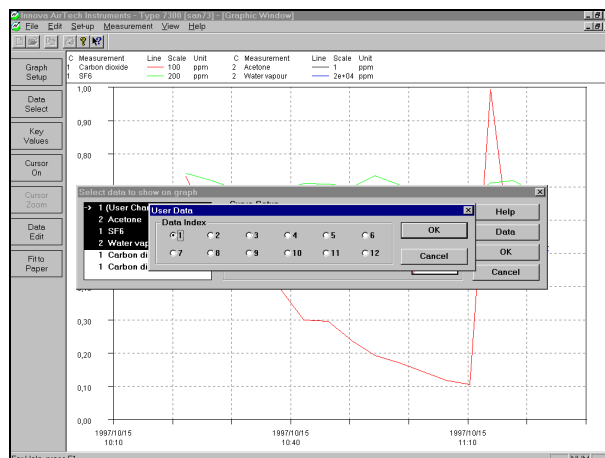 Innova AirTech Instruments - Type 7300 [san73] - [Graphic Window]
File Edit Set-up Measurement View Help
C Measurement Line Scale Unit C Measurement Line Scale Unit
1 Carbon dioxide 100 ppm 2 Acetone 1 ppm
1 SF6 200 ppm 2 Water vapour 2e+04 ppm
Graph Setup
Data Select
Key Values
Cursor On
Cursor Zoom
Data Edit
Fit to Paper
1,00
0,90
0,80
0,70
Select data to show on graph
-> 1 (User Cha
2 Acetone
1 SF6
2 Water vap
1 Carbon di
1 Carbon dio
Help
Data
OK
Cancel
User Data
Data Index
1 2 3 4 5 6
7 8 9 10 11 12
OK
Cancel
0,30
0,20
0,10
0,00
1997/10/15 1997/10/15 1997/10/15
10:10 10:40 11:10